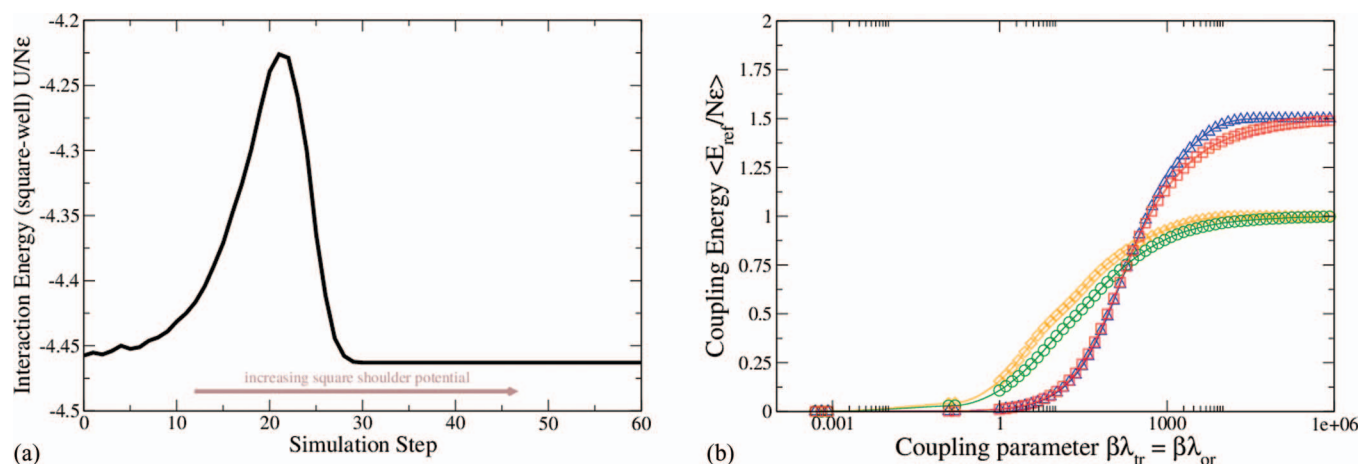 -4.2
-4.25
-4.3
-4.35
-4.4
-4.45
-4.5
Interaction Energy (square-well) U/Nε
increasing square shoulder potential
0 10 20 30 40 50 60
Simulation Step
(a)
2
1.75
1.5
1.25
1
0.75
0.5
0.25
0
Coupling Energy <E_ref/Nε>
0.001 1 1000 1e+06
Coupling parameter βλ_tr = βλ_or
(b)